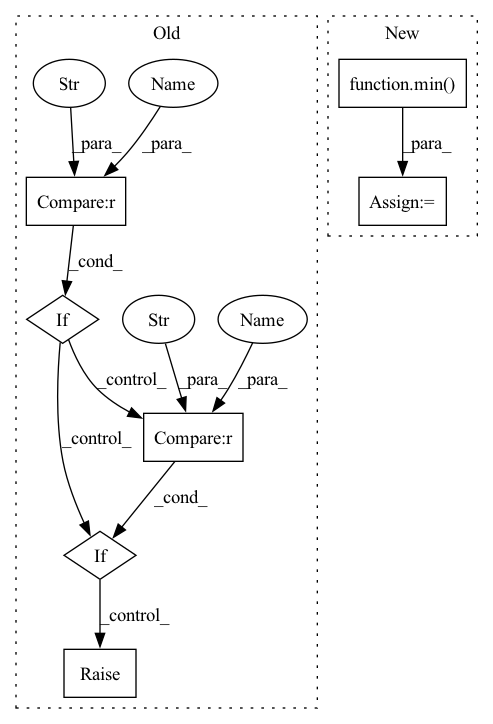 Old
New
Str
Name
function.min()
_para_
_para_
_para_
Compare:r
Assign:=
_cond_
If
Str
Name
_control_
_para_
_para_
_control_
Compare:r
_cond_
If
_control_
Raise